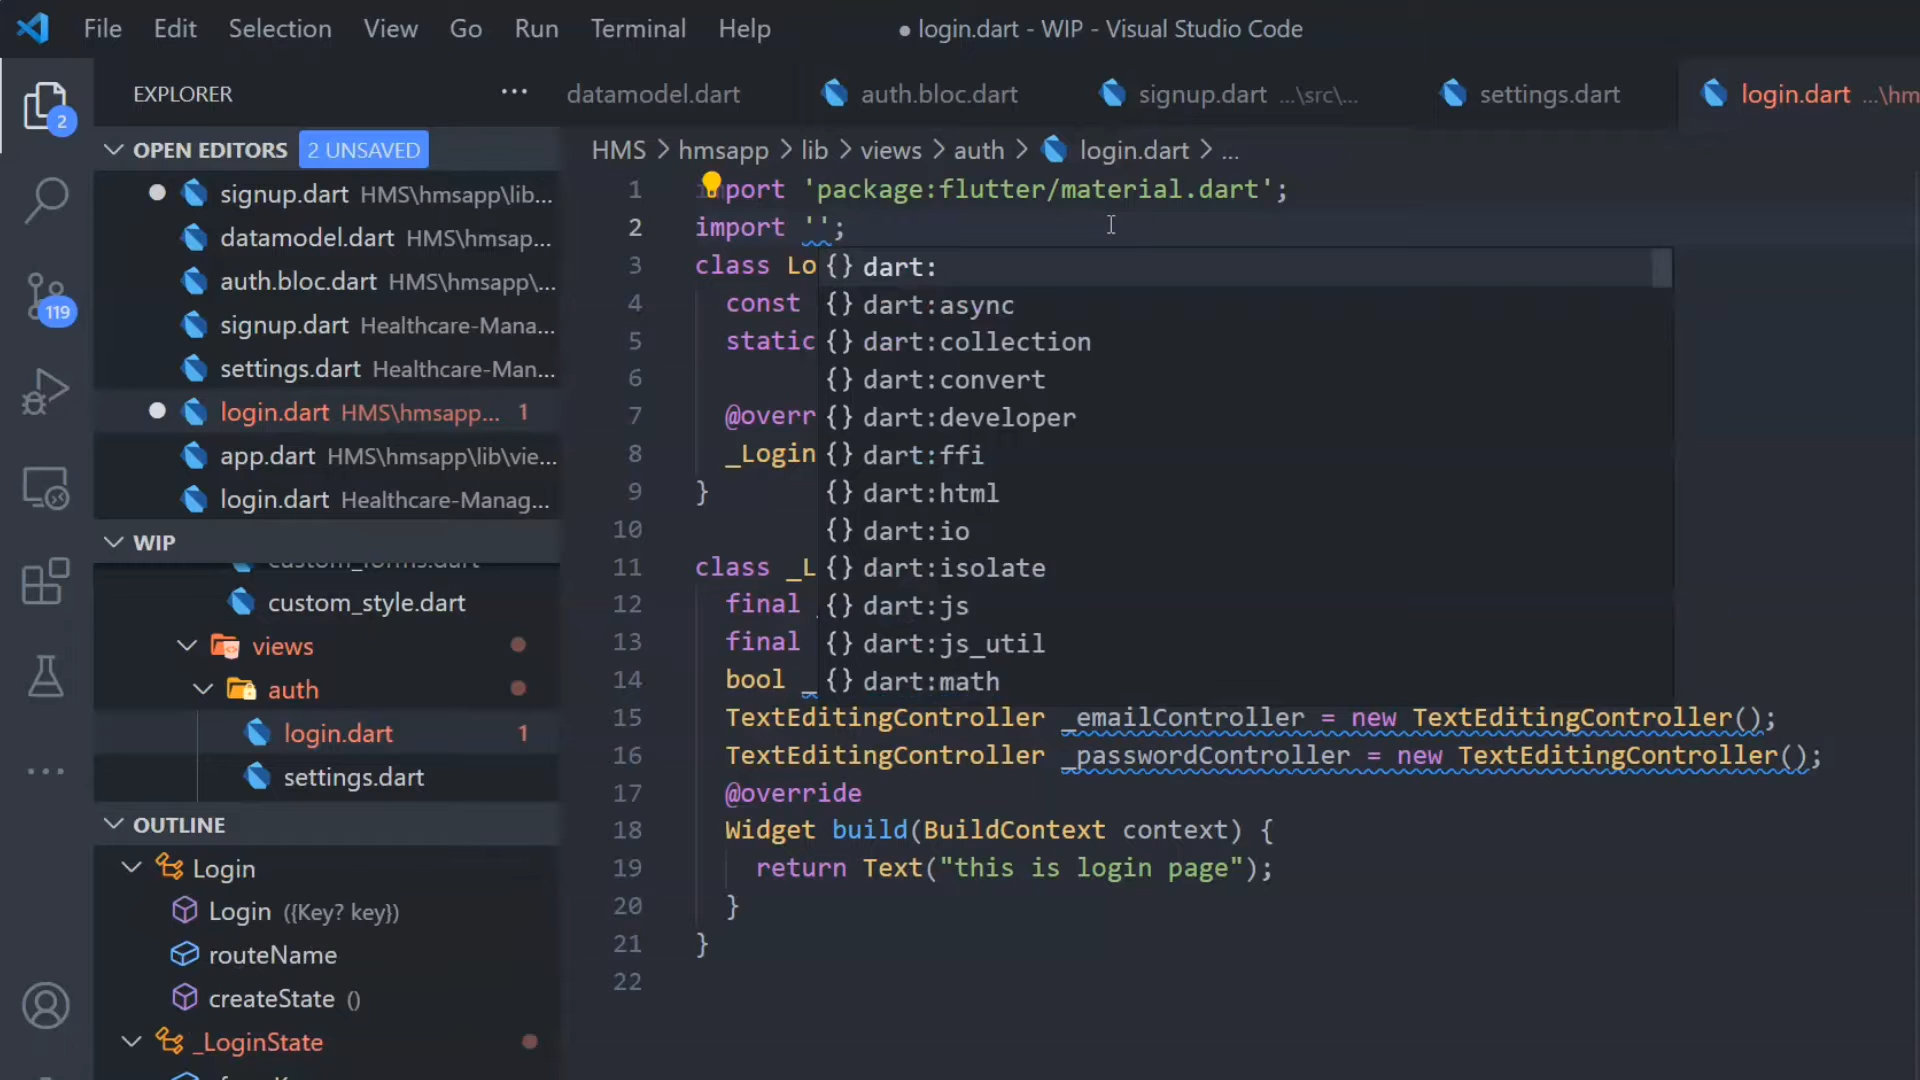 File Edit Selection View Go Run Terminal Help
● login.dart - WIP - Visual Studio Code
EXPLORER ···
datamodel.dart auth.bloc.dart signup.dart ...\src\... settings.dart login.dart ...\hm
OPEN EDITORS 2 UNSAVED
signup.dart HMS\hmsapp\lib...
datamodel.dart HMS\hmsap...
auth.bloc.dart HMS\hmsapp\...
signup.dart Healthcare-Mana...
settings.dart Healthcare-Man...
login.dart HMS\hmsapp... 1
app.dart HMS\hmsapp\lib\vie...
login.dart Healthcare-Manag...
WIP
custom_forms.dart
custom_style.dart
views
auth
login.dart 1
settings.dart
OUTLINE
Login
Login ({Key? key})
routeName
createState ()
_LoginState
2
119
HMS > hmsapp > lib > views > auth > login.dart > ...
1 import 'package:flutter/material.dart';
2 import '';
3 class Lo
4 const
5 static
6
7 @overr
8 _Login
9 }
10
11 class _L
12 final _
13 final
14 bool _
15 TextEditingController _emailController = new TextEditingController();
16 TextEditingController _passwordController = new TextEditingController();
17 @override
18 Widget build(BuildContext context) {
19 return Text("this is login page");
20 }
21 }
22
{} dart:
{} dart:async
{} dart:collection
{} dart:convert
{} dart:developer
{} dart:ffi
{} dart:html
{} dart:io
{} dart:isolate
{} dart:js
{} dart:js_util
{} dart:math